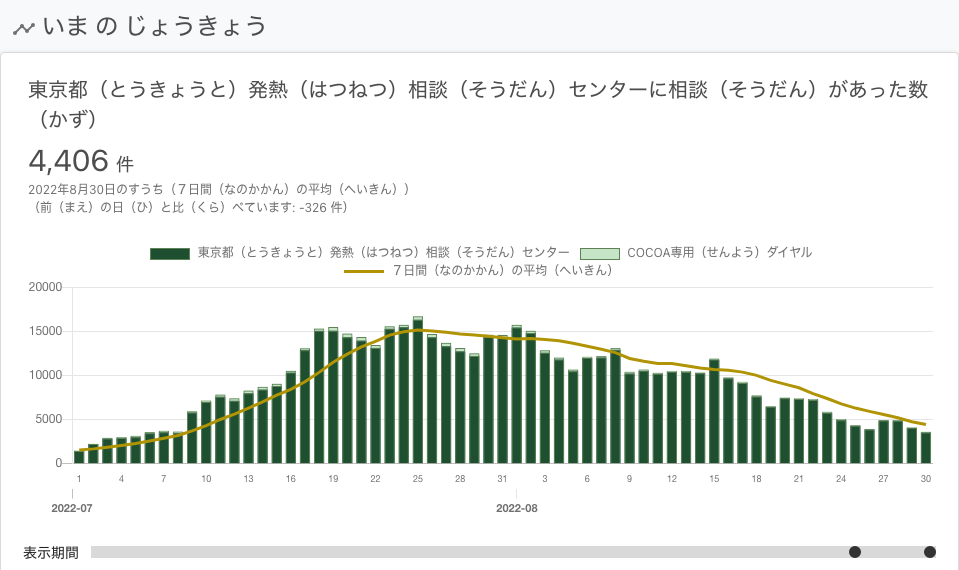 いま の じょうきょう
東京都（とうきょうと）発熱（はつねつ）相談（そうだん）センターに相談（そうだん）があった数
（かず）
4,406 件
2022年8月30日のすうち（７日間（なのかかん）の平均（へいきん））
（前（まえ）の日（ひ）と比（くら）べています: -326 件）
東京都（とうきょうと）発熱（はつねつ）相談（そうだん）センター COCOA専用（せんよう）ダイヤル
７日間（なのかかん）の平均（へいきん）
20000
15000
10000
5000
0
1 4 7 10 13 16 19 22 25 28 31 3 6 9 12 15 18 21 24 27 30
2022-07 2022-08
表示期間